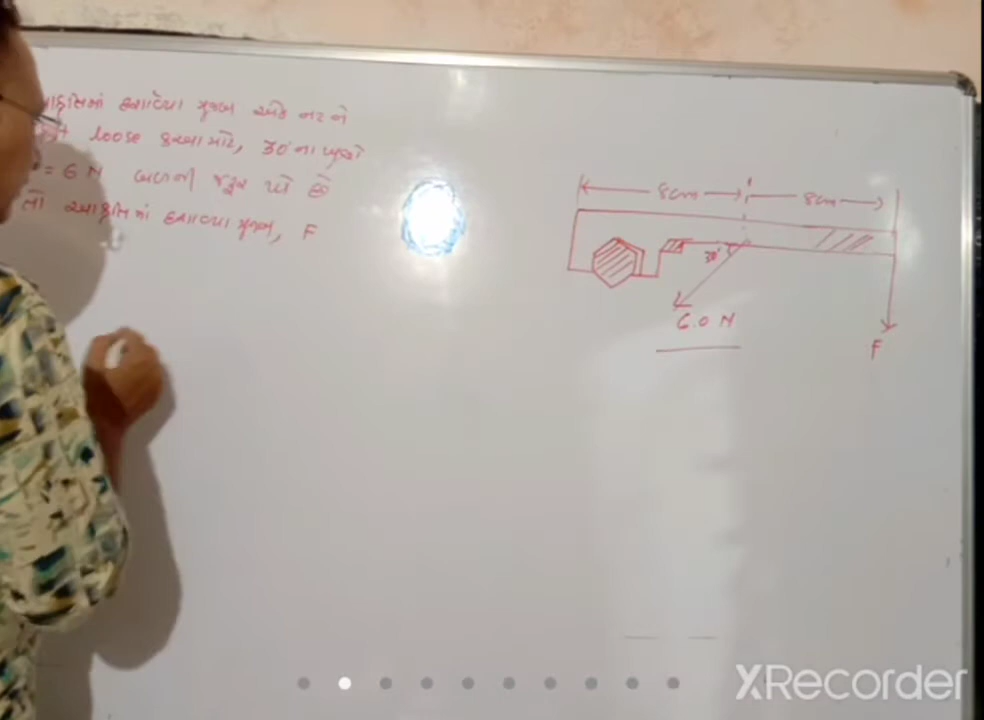 દર્શાવ્યા મુજબ એક નટને
loose કરવા માટે, 30°ના ખૂણે
= 6 N બળની જરૂર પડે છે
તો આકૃતિમાં દર્શાવ્યા મુજબ, F
8cm
8cm
30°
6.0 N
F
XRecorder